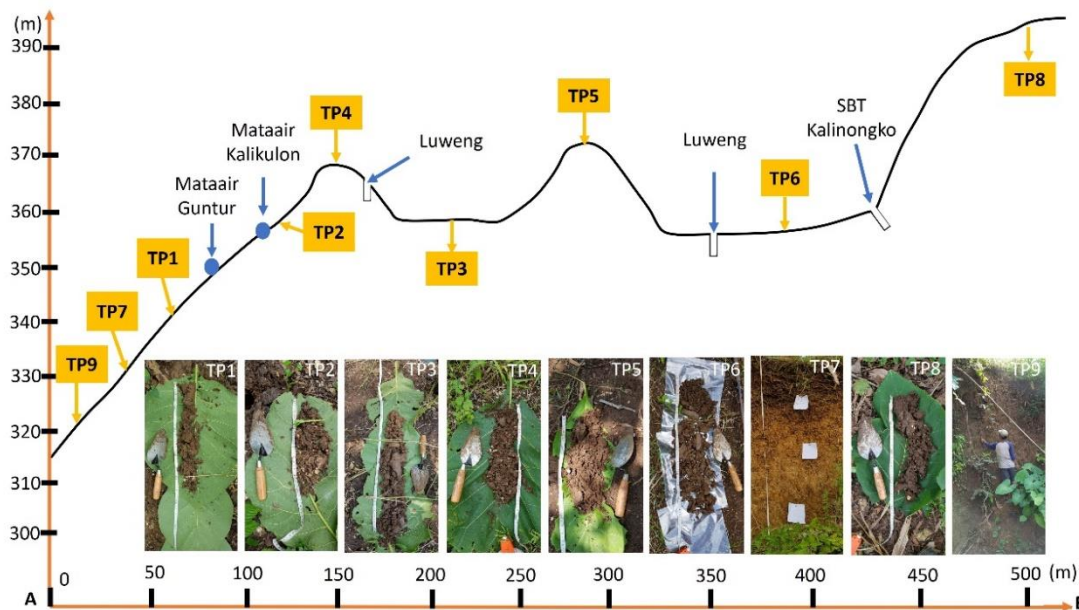 (m)
390
380
370
360
350
340
330
320
310
300
TP9
TP7
TP1
Mataair
Guntur
Mataair
Kalikulon
TP2
TP4
Luweng
TP3
TP5
Luweng
TP6
SBT
Kalinongko
TP8
TP1
TP2
TP3
TP4
TP5
TP6
TP7
TP8
TP9
0
50
100
150
200
250
300
350
400
450
500
(m)
A